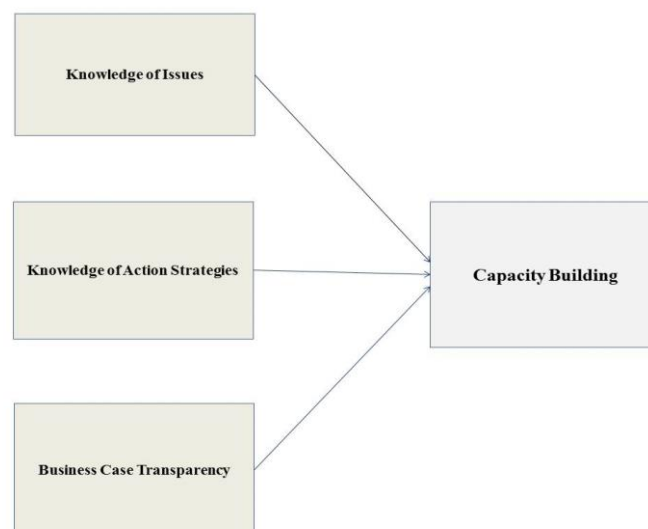 Knowledge of Issues
Knowledge of Action Strategies
Capacity Building
Business Case Transparency